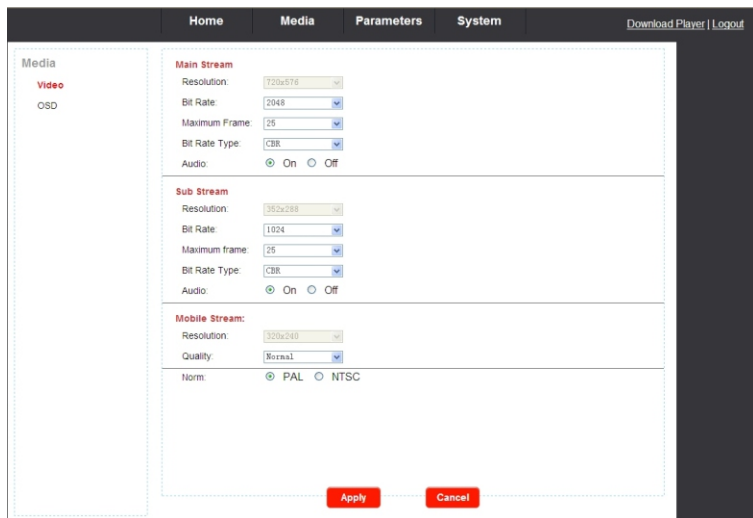 Home Media Parameters System
Download Player | Logout
Media
Video
OSD
Main Stream
Resolution: 720x576
Bit Rate: 2048
Maximum Frame: 25
Bit Rate Type: CBR
Audio: On Off
Sub Stream
Resolution: 352x288
Bit Rate: 1024
Maximum frame: 25
Bit Rate Type: CBR
Audio: On Off
Mobile Stream:
Resolution: 320x240
Quality: Normal
Norm: PAL NTSC
Apply Cancel